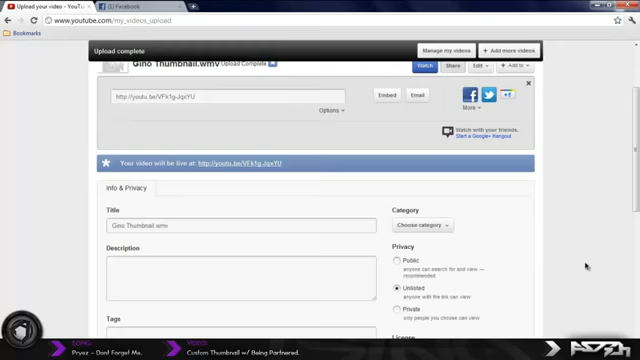 Upload your video - YouTu
(1) Facebook
www.youtube.com/my_videos_upload
Bookmarks
Upload complete
Manage my videos
+ Add more videos
Gino Thumbnail.wmv Upload Complete
Watch
Share
Edit
Add to
http://youtu.be/VFk1g-JqxYU
Embed
Email
Options
More
Watch with your friends.
Start a Google+ Hangout
Your video will be live at: http://youtu.be/VFk1g-JqxYU
Info & Privacy
Title
Category
Gino Thumbnail.wmv
Choose category
Description
Privacy
Public
anyone can search for and view —
recommended
Unlisted
anyone with the link can view
Private
only people you choose can view
Tags
License
SONG:
VIDEO:
Pryez - Dont Forget Me.
Custom Thumbnail w/ Being Partnered.